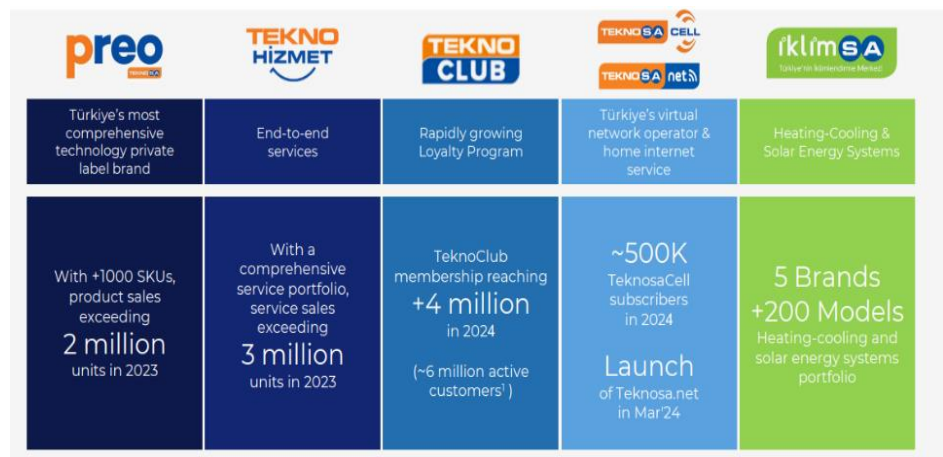 preo
TEKNOSA
TEKNO
HİZMET
TEKNO
CLUB
TEKNOSA CELL
TEKNOSA net
iklimSA
Türkiye'nin İklimlendirme Merkezi
Türkiye's most
comprehensive
technology private
label brand
End-to-end
services
Rapidly growing
Loyalty Program
Türkiye's virtual
network operator &
home internet
service
Heating-Cooling &
Solar Energy Systems
With +1000 SKUs,
product sales
exceeding
2 million
units in 2023
With a
comprehensive
service portfolio,
service sales
exceeding
3 million
units in 2023
TeknoClub
membership reaching
+4 million
in 2024
(~6 million active
customers¹ )
~500K
TeknosaCell
subscribers
in 2024
Launch
of Teknosa.net
in Mar'24
5 Brands
+200 Models
Heating-cooling and
solar energy systems
portfolio